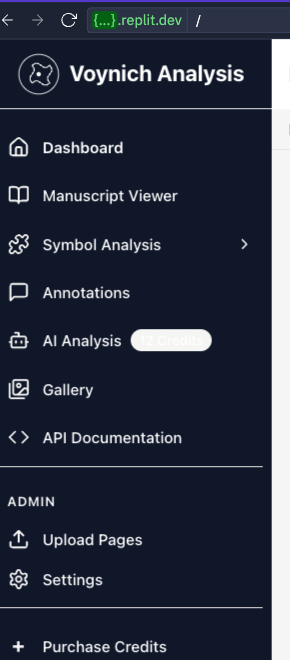 {...}.replit.dev /
Voynich Analysis
Dashboard
Manuscript Viewer
Symbol Analysis
Annotations
AI Analysis 12 Credits
Gallery
API Documentation
ADMIN
Upload Pages
Settings
Purchase Credits